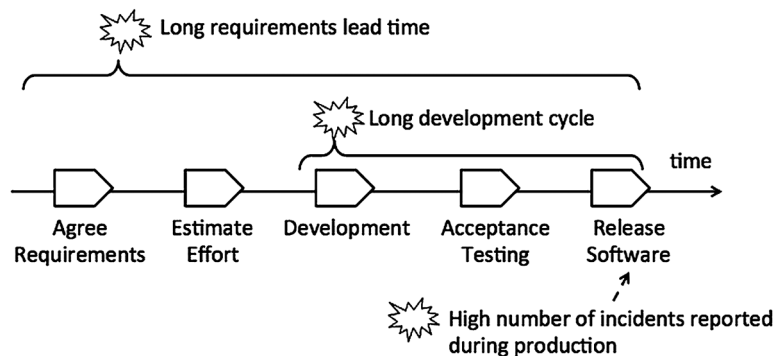 Long requirements lead time
Long development cycle
time
Agree
Requirements
Estimate
Effort
Development
Acceptance
Testing
Release
Software
High number of incidents reported
during production